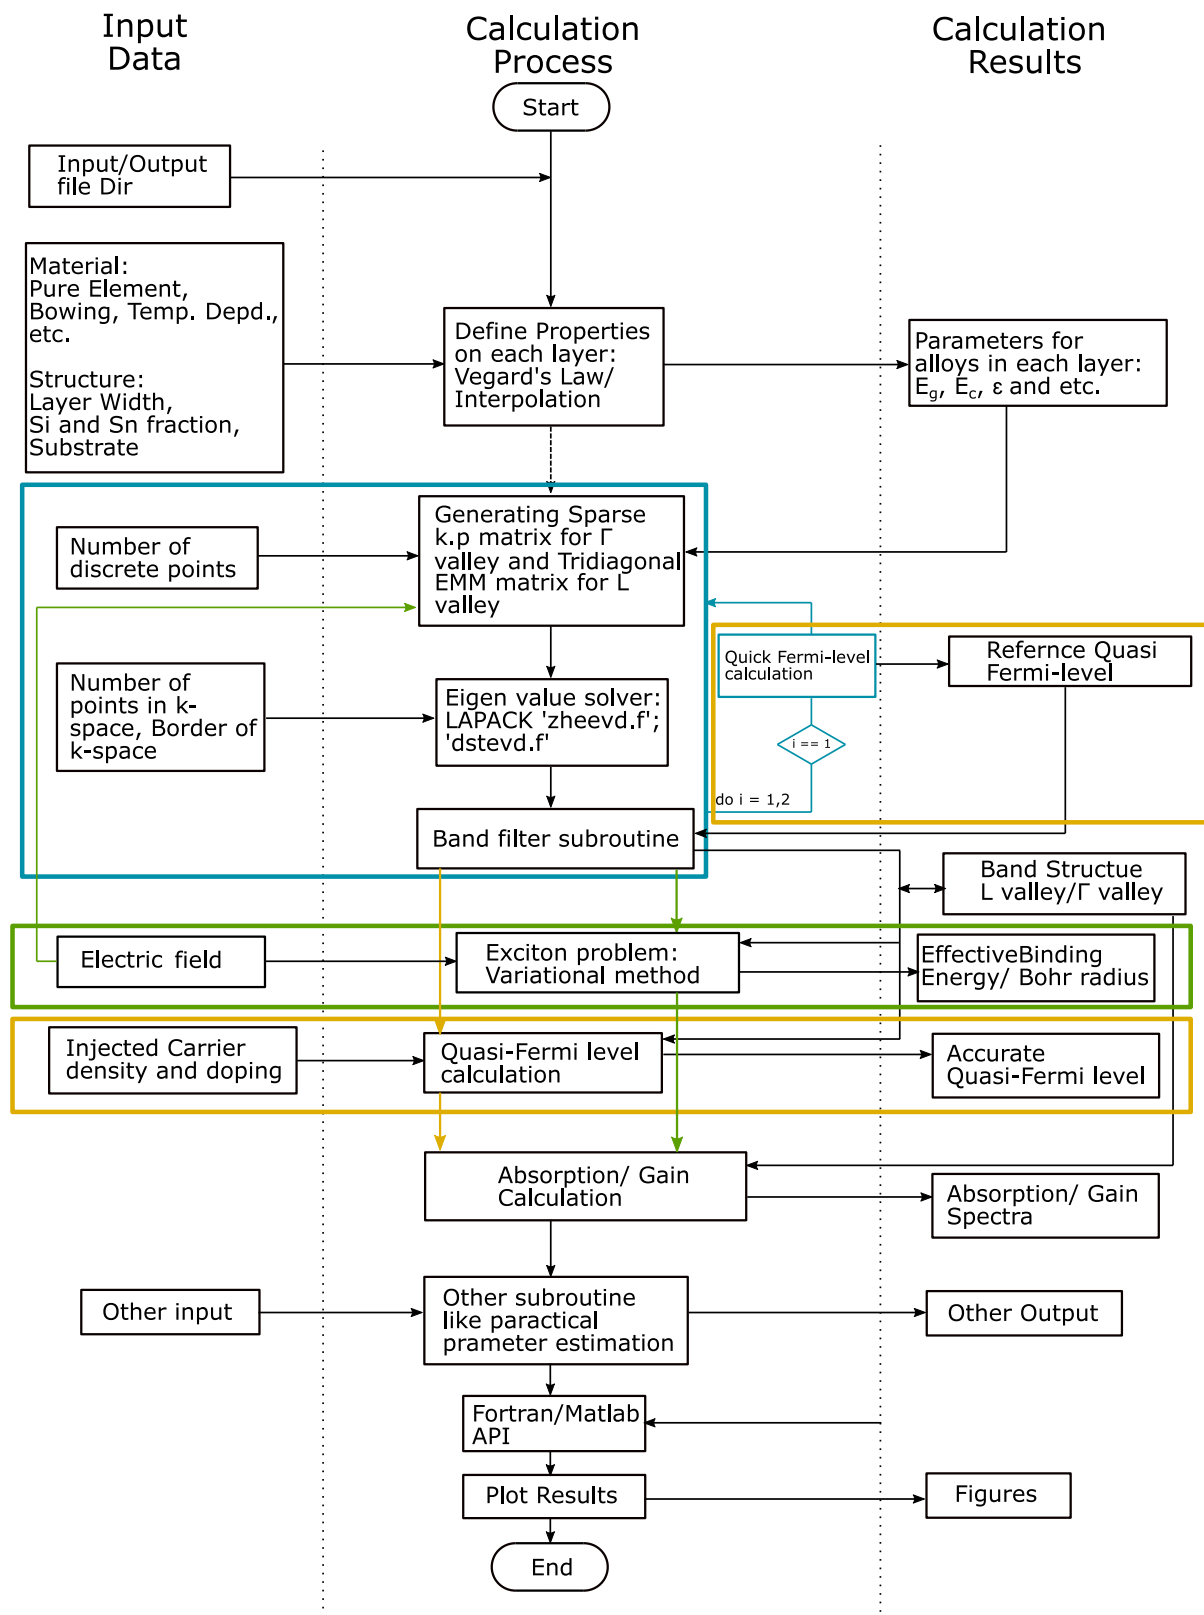 Input
Data
Calculation
Process
Calculation
Results
Start
Input/Output
file Dir
Material:
Pure Element,
Bowing, Temp. Depd.,
etc.
Structure:
Layer Width,
Si and Sn fraction,
Substrate
Define Properties
on each layer:
Vegard's Law/
Interpolation
Parameters for
alloys in each layer:
Eg, Ec, ε and etc.
Number of
discrete points
Generating Sparse
k.p matrix for Γ
valley and Tridiagonal
EMM matrix for L
valley
Quick Fermi-level
calculation
Refernce Quasi
Fermi-level
Number of
points in k-
space, Border of
k-space
Eigen value solver:
LAPACK 'zheevd.f';
'dstevd.f'
i == 1
do i = 1,2
Band filter subroutine
Band Structue
L valley/Γ valley
Electric field
Exciton problem:
Variational method
EffectiveBinding
Energy/ Bohr radius
Injected Carrier
density and doping
Quasi-Fermi level
calculation
Accurate
Quasi-Fermi level
Absorption/ Gain
Calculation
Absorption/ Gain
Spectra
Other input
Other subroutine
like paractical
prameter estimation
Other Output
Fortran/Matlab
API
Plot Results
Figures
End